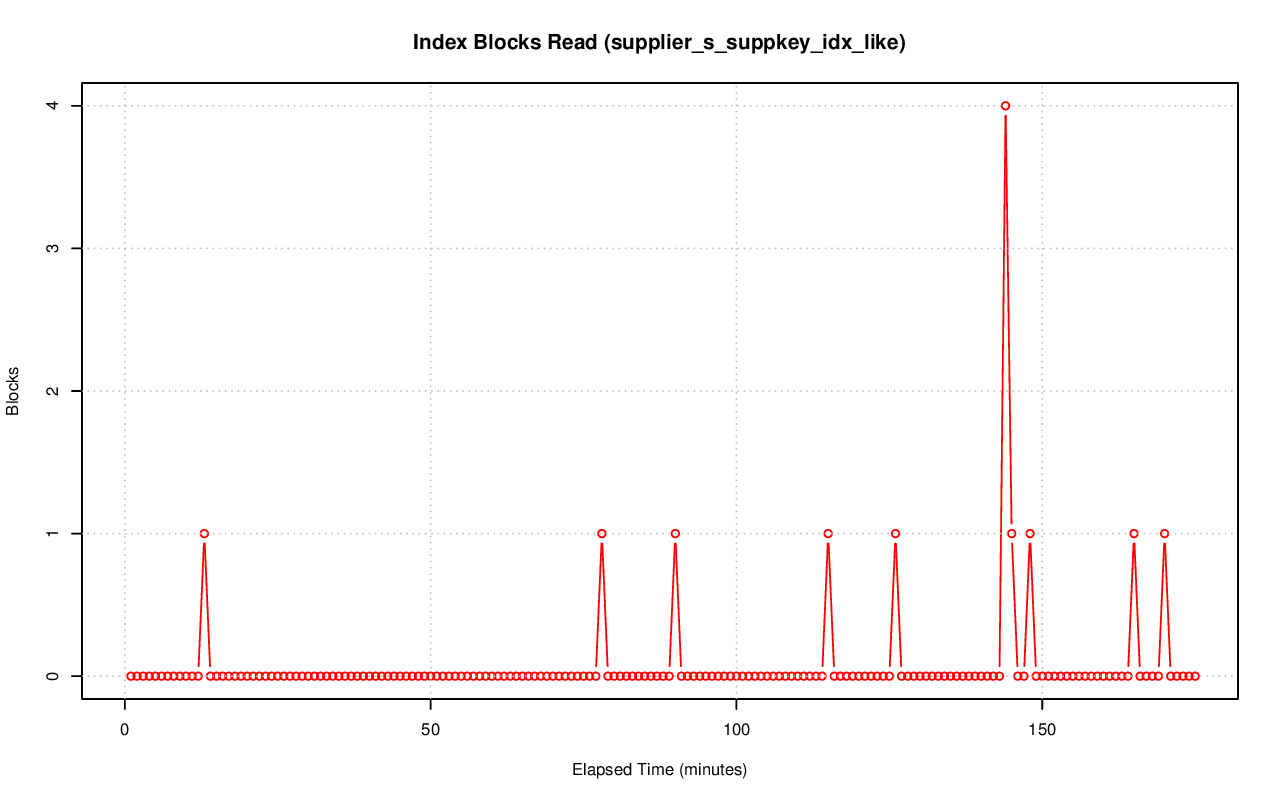 Index Blocks Read (supplier_s_suppkey_idx_like)
4
3
2
1
0
Blocks
0 50 100 150
Elapsed Time (minutes)